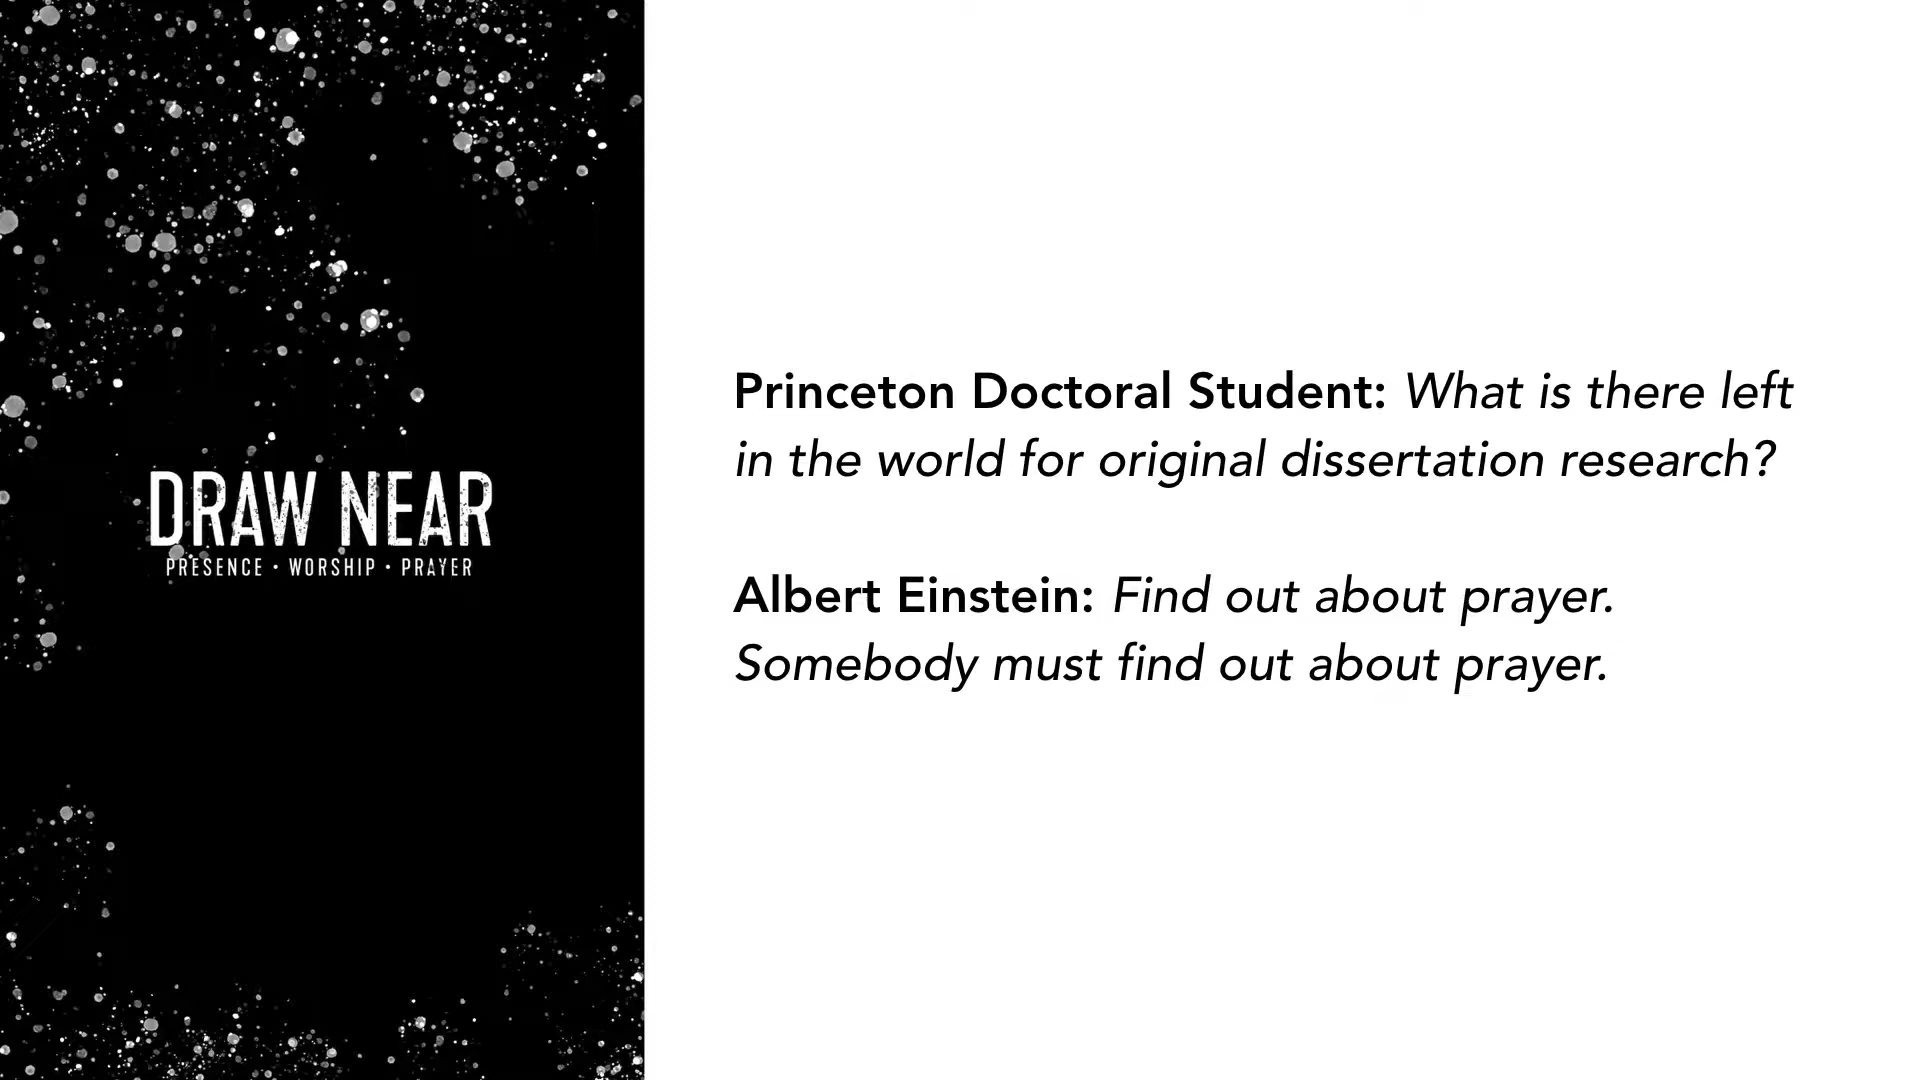 DRAW NEAR
PRESENCE • WORSHIP • PRAYER
Princeton Doctoral Student: What is there left
in the world for original dissertation research?
Albert Einstein: Find out about prayer.
Somebody must find out about prayer.